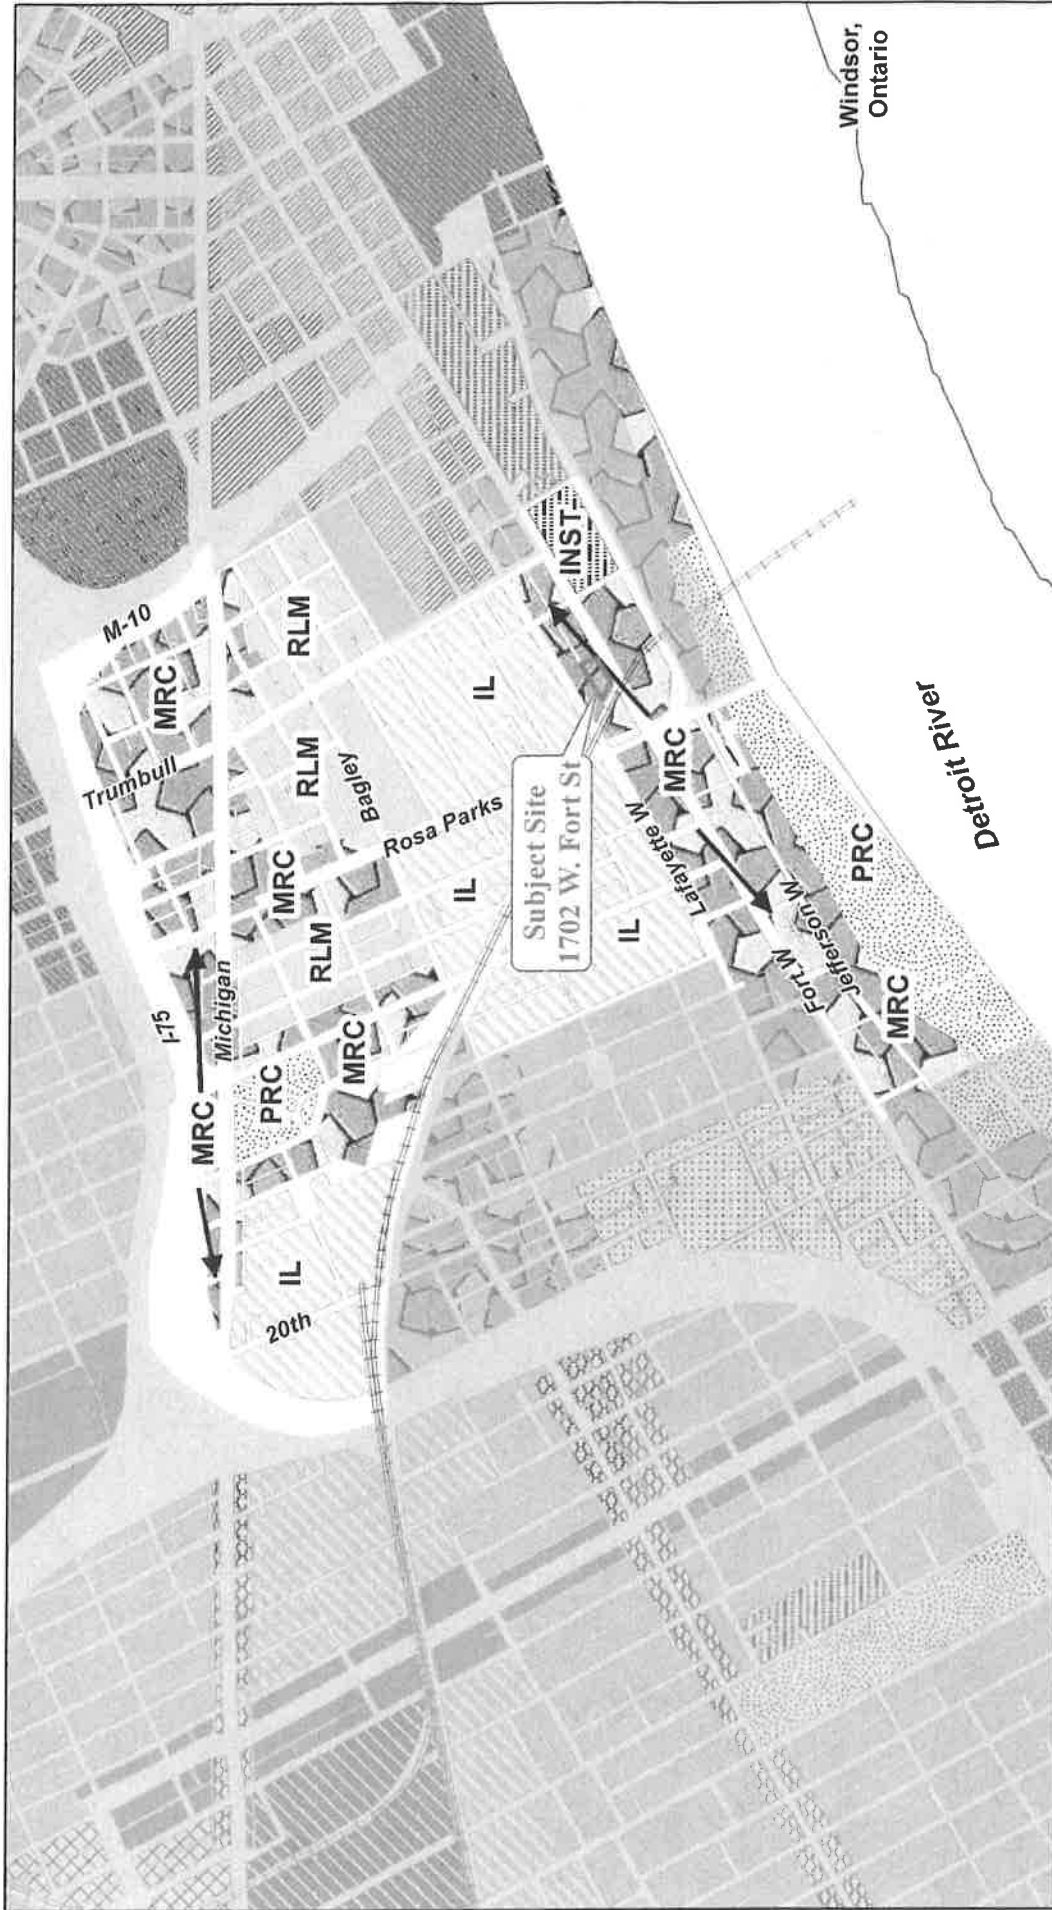 Windsor,
Ontario
M-10
MRC
RLM
Trumbull
INST
IL
RLM
Bagley
MRC
Rosa Parks
IL
Subject Site
1702 W. Fort St
MRC
Lafayette W
I-75
Michigan
MRC
RLM
IL
Fort W
Jefferson W
PRC
Detroit River
MRC
PRC
MRC
MRC
IL
20th